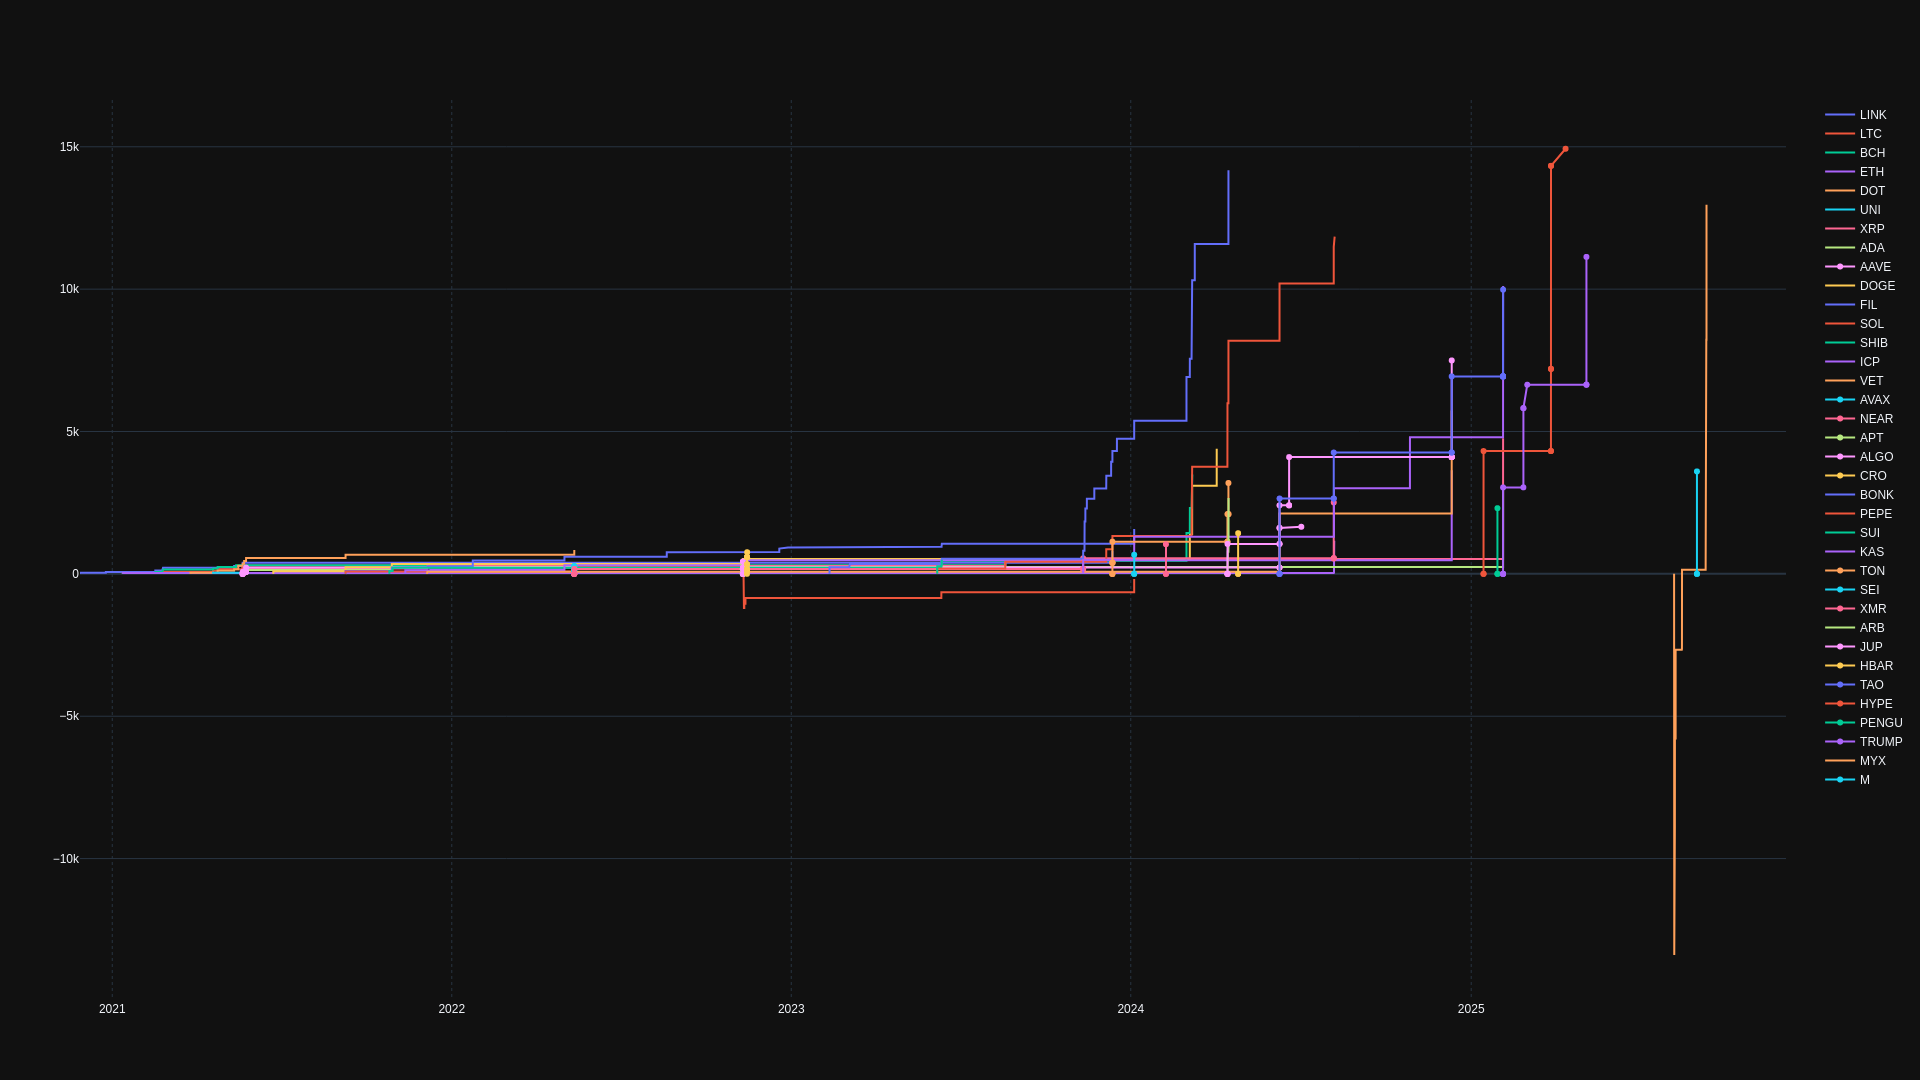 15k
10k
5k
0
−5k
−10k
2021
2022
2023
2024
2025
LINK
LTC
BCH
ETH
DOT
UNI
XRP
ADA
AAVE
DOGE
FIL
SOL
SHIB
ICP
VET
AVAX
NEAR
APT
ALGO
CRO
BONK
PEPE
SUI
KAS
TON
SEI
XMR
ARB
JUP
HBAR
TAO
HYPE
PENGU
TRUMP
MYX
M